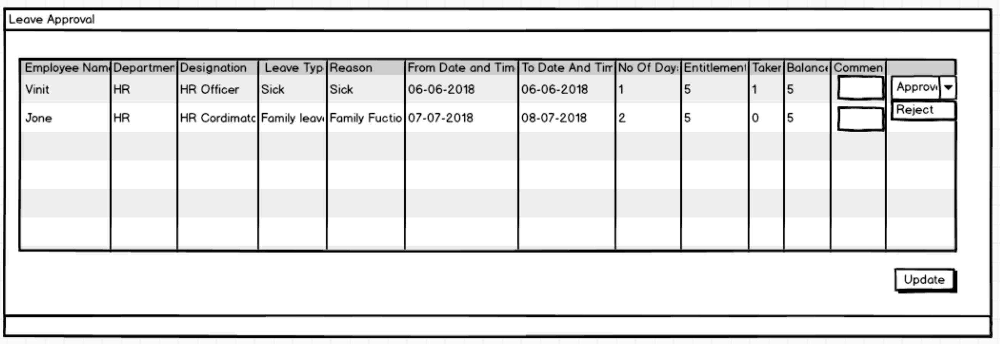 Leave Approval
Employee Nam Departmen Designation Leave Typ Reason From Date and Tim To Date And Tim No Of Day Entitlement Taken Balance Commen
Vinit HR HR Officer Sick Sick 06-06-2018 06-06-2018 1 5 1 5 Approv
Reject
Jone HR HR Cordimato Family leav Family Fuctio 07-07-2018 08-07-2018 2 5 0 5
Update